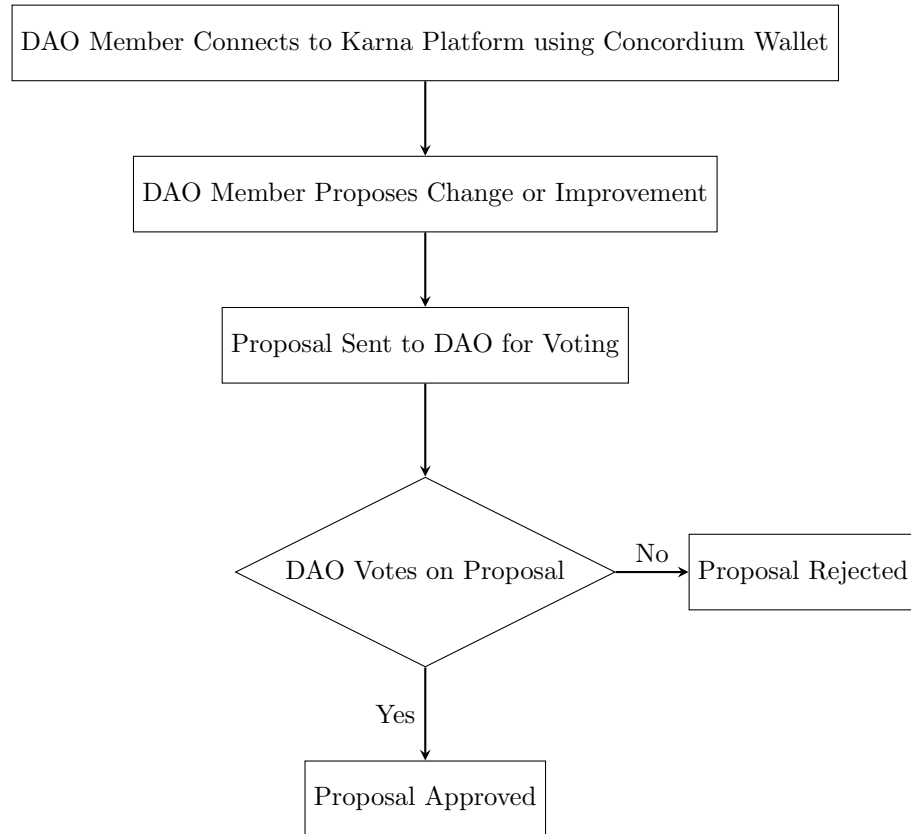 DAO Member Connects to Karna Platform using Concordium Wallet
DAO Member Proposes Change or Improvement
Proposal Sent to DAO for Voting
DAO Votes on Proposal
No
Proposal Rejected
Yes
Proposal Approved